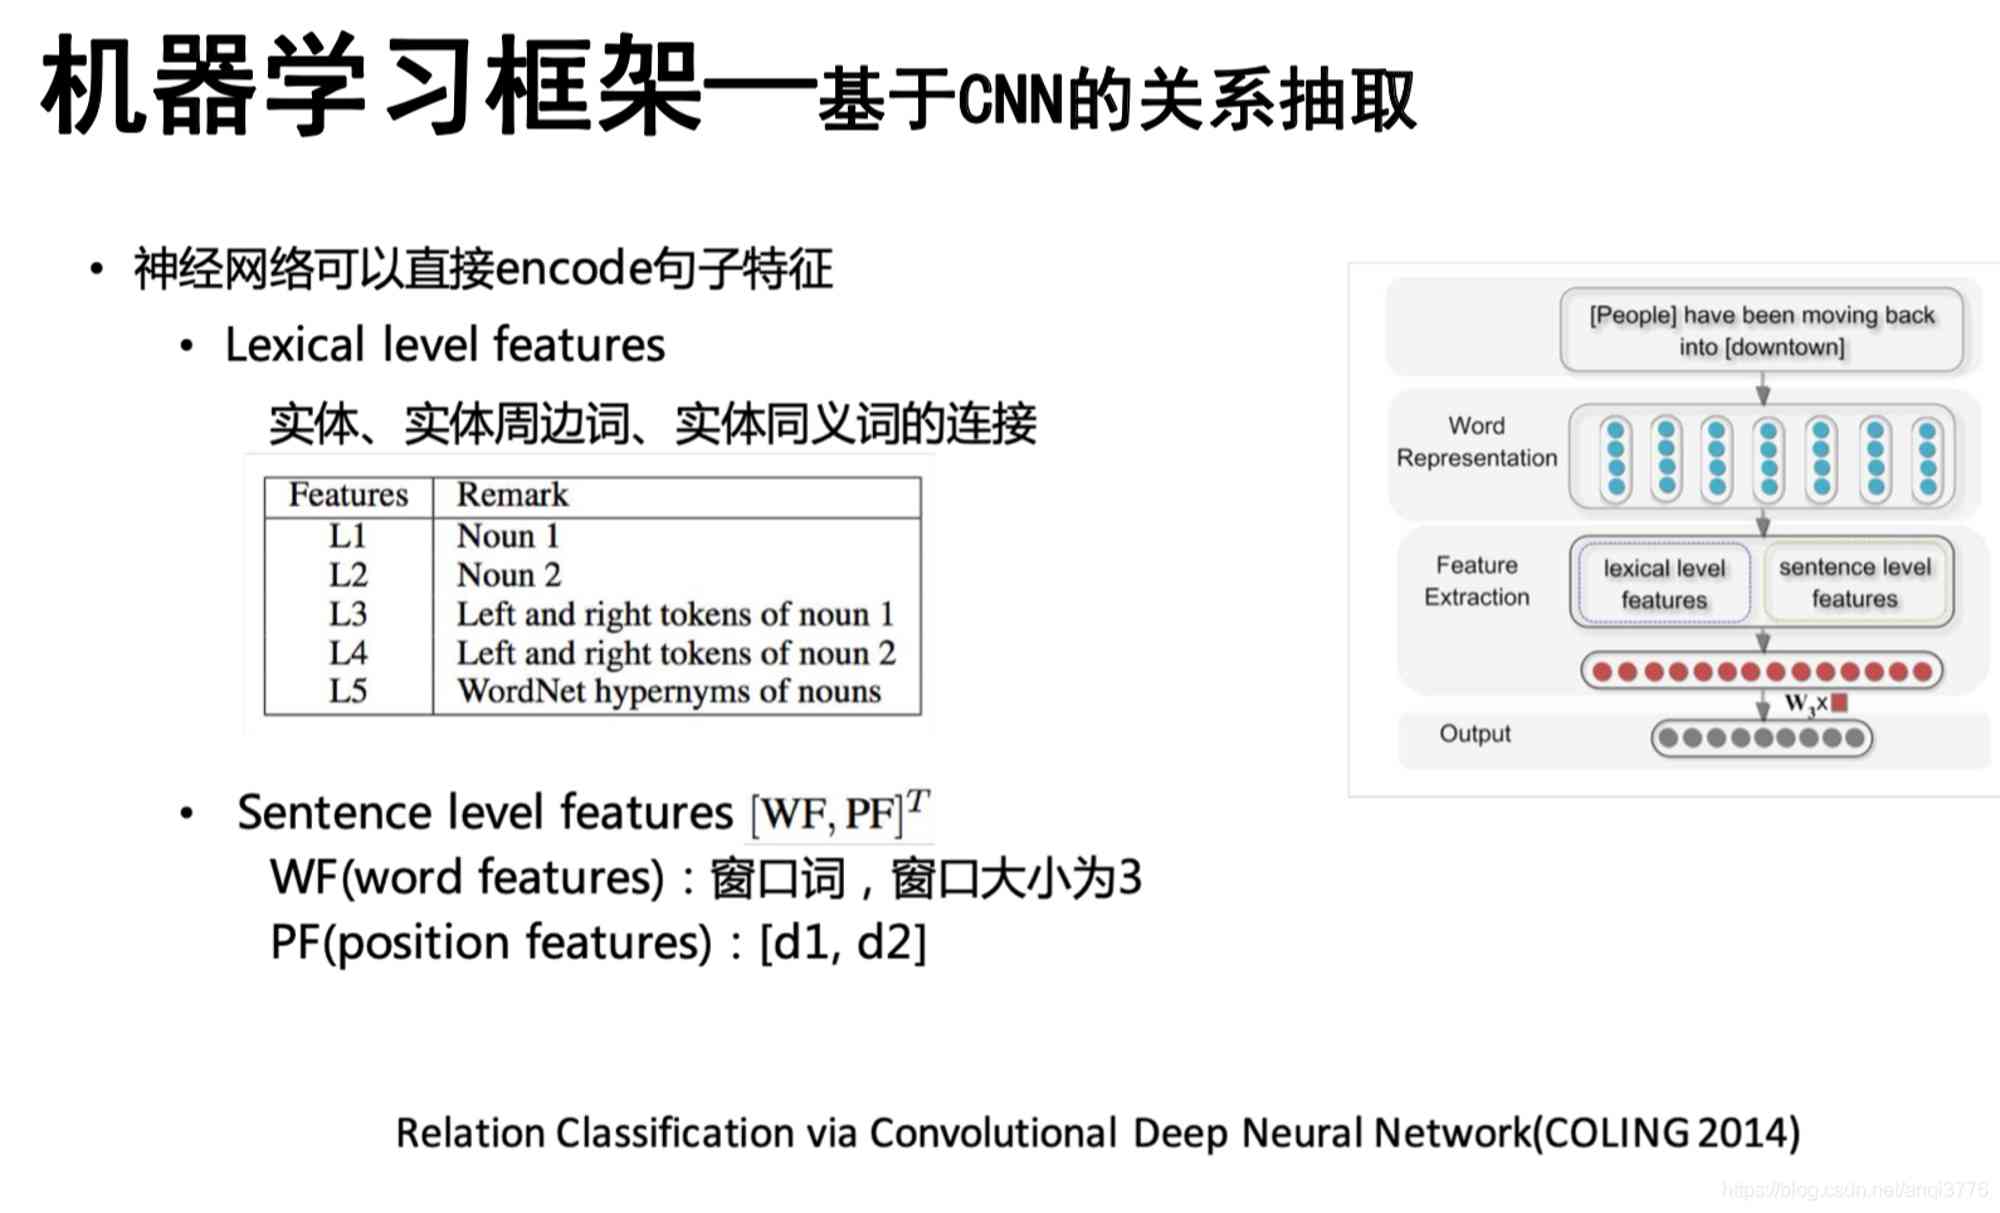 机器学习框架——基于CNN的关系抽取
• 神经网络可以直接encode句子特征
• Lexical level features
实体、实体周边词、实体同义词的连接
Features Remark
L1 Noun 1
L2 Noun 2
L3 Left and right tokens of noun 1
L4 Left and right tokens of noun 2
L5 WordNet hypernyms of nouns
• Sentence level features [WF, PF]^T
WF(word features)：窗口词，窗口大小为3
PF(position features)：[d1, d2]
[People] have been moving back
into [downtown]
Word
Representation
Feature
Extraction
lexical level
features
sentence level
features
W3x
Output
Relation Classification via Convolutional Deep Neural Network(COLING 2014)
https://blog.csdn.net/anqi3776